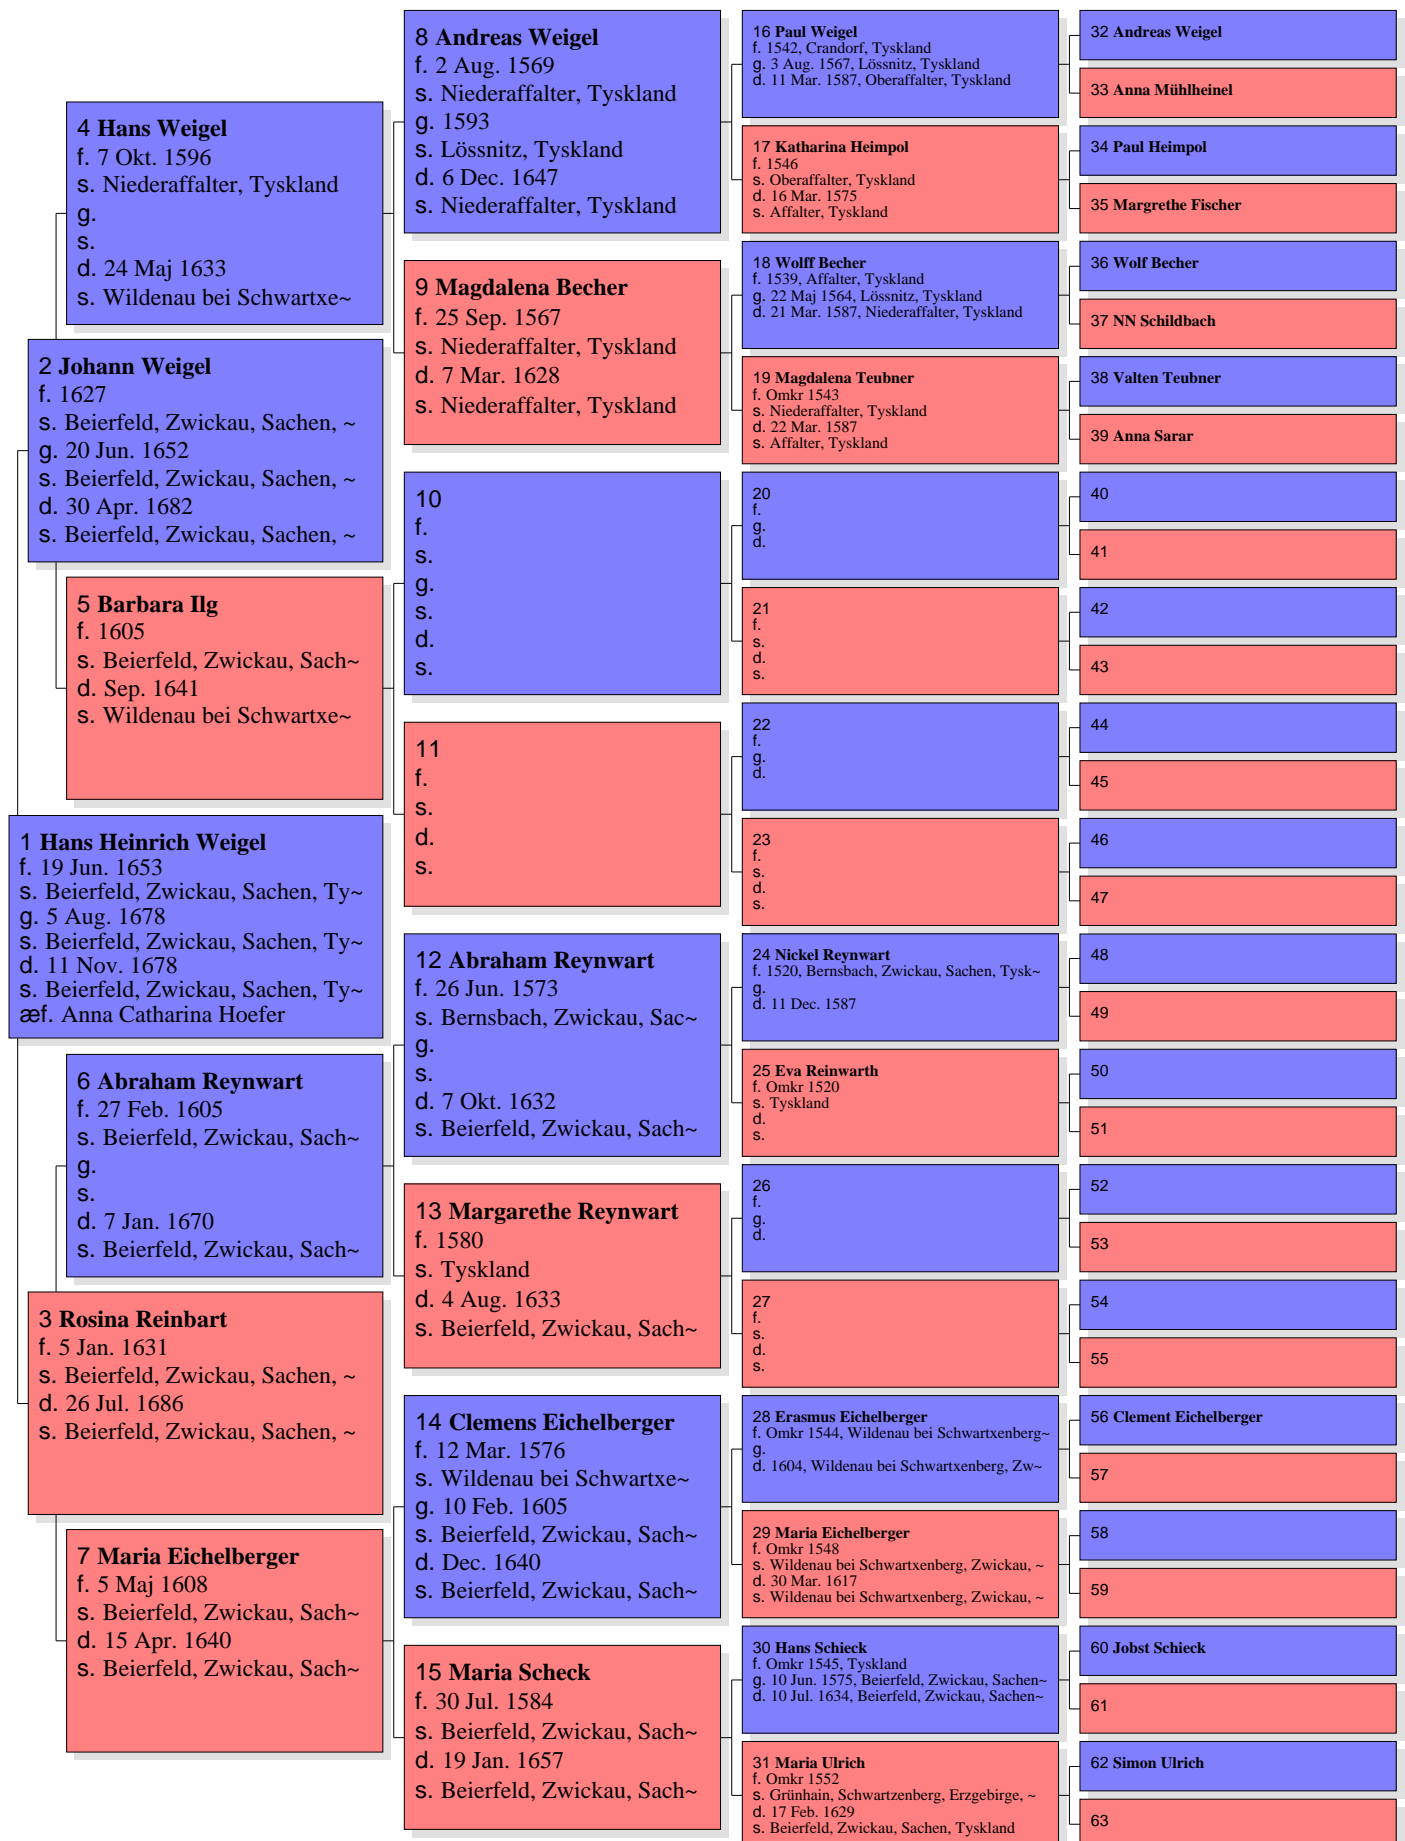 8 Andreas Weigel
f. 2 Aug. 1569
s. Niederaffalter, Tyskland
g. 1593
s. Lössnitz, Tyskland
d. 6 Dec. 1647
s. Niederaffalter, Tyskland
16 Paul Weigel
f. 1542, Crandorf, Tyskland
g. 3 Aug. 1567, Lössnitz, Tyskland
d. 11 Mar. 1587, Oberaffalter, Tyskland
32 Andreas Weigel
33 Anna Mühlheinel
4 Hans Weigel
f. 7 Okt. 1596
s. Niederaffalter, Tyskland
g.
s.
d. 24 Maj 1633
s. Wildenau bei Schwartxe~
17 Katharina Heimpol
f. 1546
s. Oberaffalter, Tyskland
d. 16 Mar. 1575
s. Affalter, Tyskland
34 Paul Heimpol
35 Margrethe Fischer
9 Magdalena Becher
f. 25 Sep. 1567
s. Niederaffalter, Tyskland
d. 7 Mar. 1628
s. Niederaffalter, Tyskland
18 Wolff Becher
f. 1539, Affalter, Tyskland
g. 22 Maj 1564, Lössnitz, Tyskland
d. 21 Mar. 1587, Niederaffalter, Tyskland
36 Wolf Becher
37 NN Schildbach
2 Johann Weigel
f. 1627
s. Beierfeld, Zwickau, Sachen, ~
g. 20 Jun. 1652
s. Beierfeld, Zwickau, Sachen, ~
d. 30 Apr. 1682
s. Beierfeld, Zwickau, Sachen, ~
19 Magdalena Teubner
f. Omkr 1543
s. Niederaffalter, Tyskland
d. 22 Mar. 1587
s. Affalter, Tyskland
38 Valten Teubner
39 Anna Sarar
10
f.
s.
g.
s.
d.
s.
20
f.
g.
d.
40
41
5 Barbara Ilg
f. 1605
s. Beierfeld, Zwickau, Sach~
d. Sep. 1641
s. Wildenau bei Schwartxe~
21
f.
s.
d.
s.
42
43
11
f.
s.
d.
s.
22
f.
g.
d.
44
45
1 Hans Heinrich Weigel
f. 19 Jun. 1653
s. Beierfeld, Zwickau, Sachen, Ty~
g. 5 Aug. 1678
s. Beierfeld, Zwickau, Sachen, Ty~
d. 11 Nov. 1678
s. Beierfeld, Zwickau, Sachen, Ty~
æf. Anna Catharina Hoefer
23
f.
s.
d.
s.
46
47
12 Abraham Reynwart
f. 26 Jun. 1573
s. Bernsbach, Zwickau, Sac~
g.
s.
d. 7 Okt. 1632
s. Beierfeld, Zwickau, Sach~
24 Nickel Reynwart
f. 1520, Bernsbach, Zwickau, Sachen, Tysk~
g.
d. 11 Dec. 1587
48
49
6 Abraham Reynwart
f. 27 Feb. 1605
s. Beierfeld, Zwickau, Sach~
g.
s.
d. 7 Jan. 1670
s. Beierfeld, Zwickau, Sach~
25 Eva Reinwarth
f. Omkr 1520
s. Tyskland
d.
s.
50
51
13 Margarethe Reynwart
f. 1580
s. Tyskland
d. 4 Aug. 1633
s. Beierfeld, Zwickau, Sach~
26
f.
g.
d.
52
53
3 Rosina Reinbart
f. 5 Jan. 1631
s. Beierfeld, Zwickau, Sachen, ~
d. 26 Jul. 1686
s. Beierfeld, Zwickau, Sachen, ~
27
f.
s.
d.
s.
54
55
14 Clemens Eichelberger
f. 12 Mar. 1576
s. Wildenau bei Schwartxe~
g. 10 Feb. 1605
s. Beierfeld, Zwickau, Sach~
d. Dec. 1640
s. Beierfeld, Zwickau, Sach~
28 Erasmus Eichelberger
f. Omkr 1544, Wildenau bei Schwartxenberg~
g.
d. 1604, Wildenau bei Schwartxenberg, Zw~
56 Clement Eichelberger
57
7 Maria Eichelberger
f. 5 Maj 1608
s. Beierfeld, Zwickau, Sach~
d. 15 Apr. 1640
s. Beierfeld, Zwickau, Sach~
29 Maria Eichelberger
f. Omkr 1548
s. Wildenau bei Schwartxenberg, Zwickau, ~
d. 30 Mar. 1617
s. Wildenau bei Schwartxenberg, Zwickau, ~
58
59
15 Maria Scheck
f. 30 Jul. 1584
s. Beierfeld, Zwickau, Sach~
d. 19 Jan. 1657
s. Beierfeld, Zwickau, Sach~
30 Hans Schieck
f. Omkr 1545, Tyskland
g. 10 Jun. 1575, Beierfeld, Zwickau, Sachen~
d. 10 Jul. 1634, Beierfeld, Zwickau, Sachen~
60 Jobst Schieck
61
31 Maria Ulrich
f. Omkr 1552
s. Grünhain, Schwartzenberg, Erzgebirge, ~
d. 17 Feb. 1629
s. Beierfeld, Zwickau, Sachen, Tyskland
62 Simon Ulrich
63